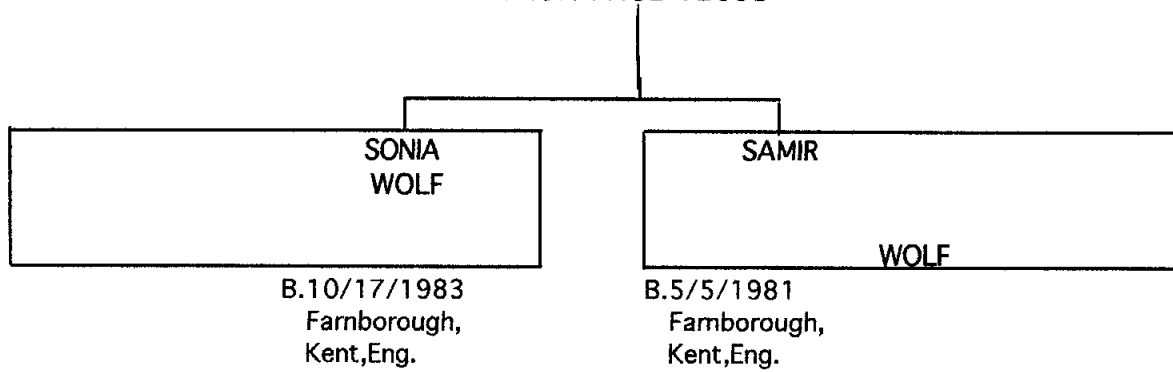 SONIA
WOLF
B.10/17/1983
Farnborough,
Kent,Eng.
SAMIR
WOLF
B.5/5/1981
Farnborough,
Kent,Eng.